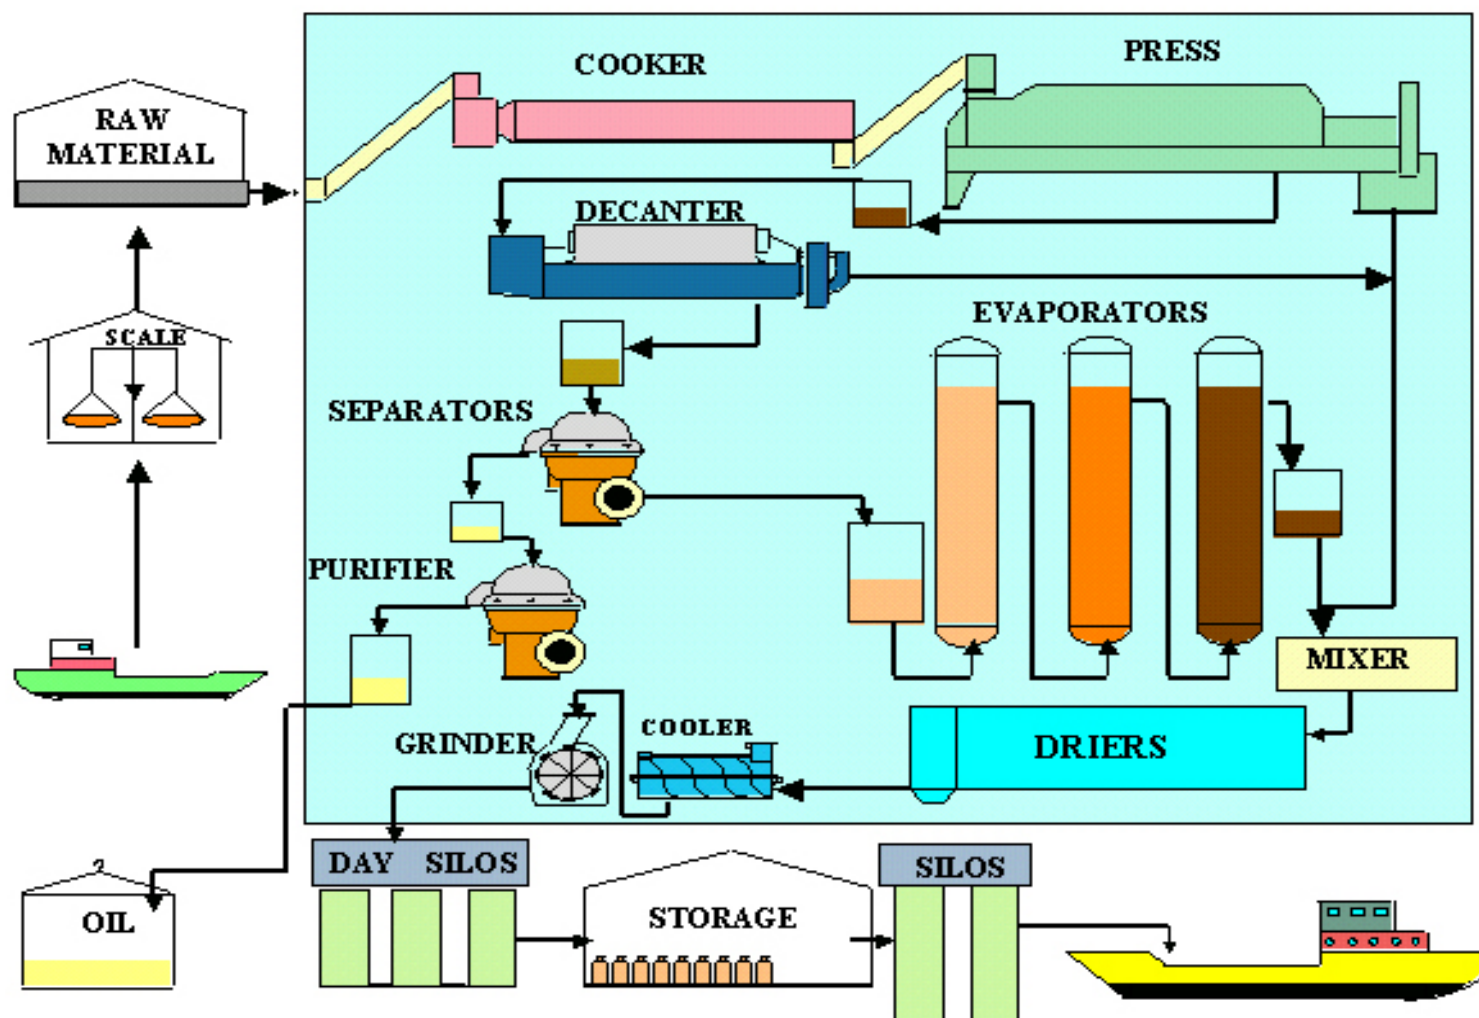 COOKER
PRESS
RAW
MATERIAL
DECANTER
EVAPORATORS
SCALE
SEPARATORS
PURIFIER
MIXER
GRINDER
COOLER
DRIERS
DAY SILOS
SILOS
STORAGE
OIL